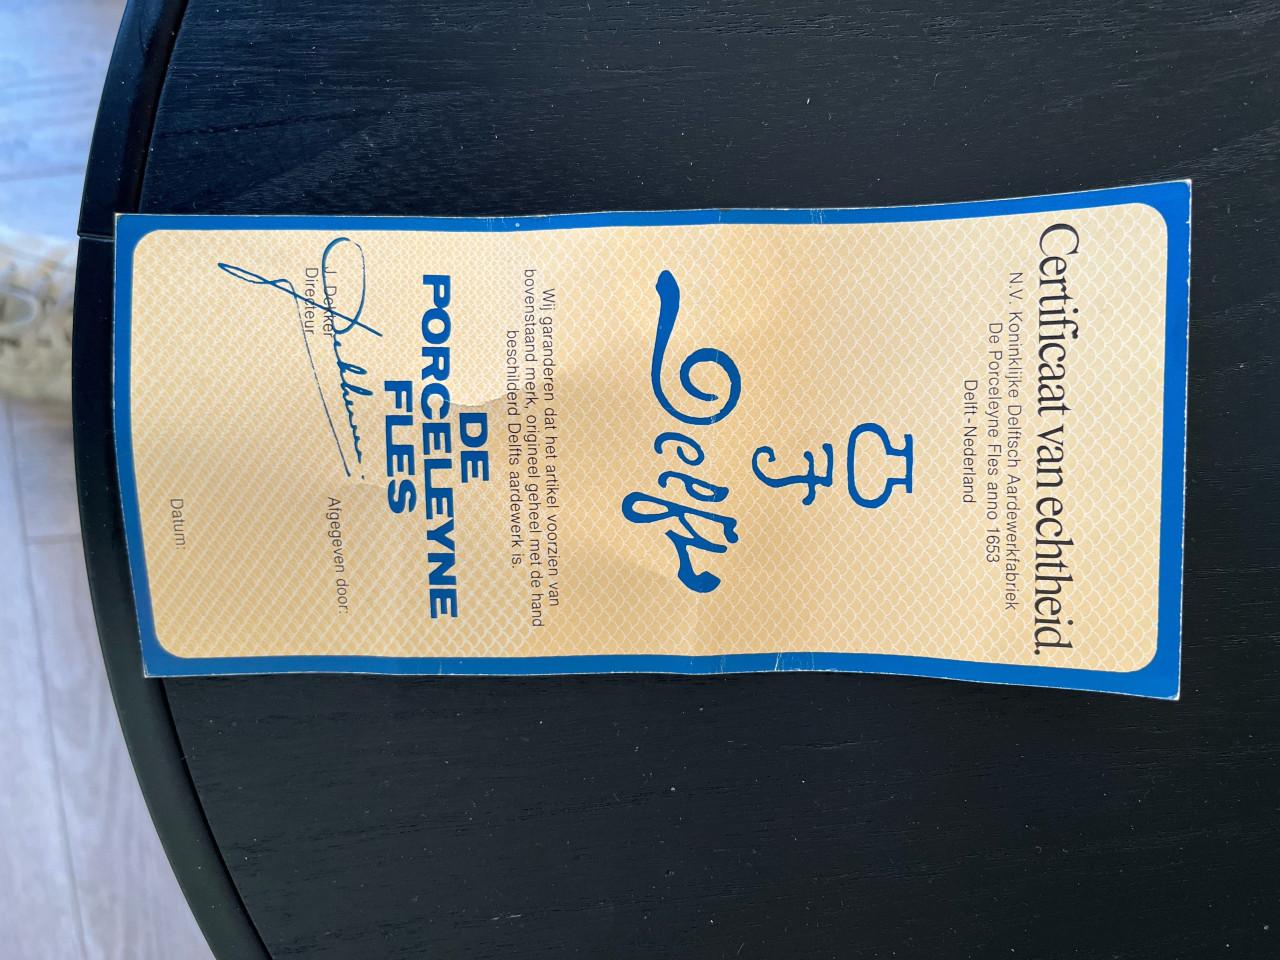 Certificaat van echtheid.
N.V. Koninklijke Delftsch Aardewerkfabriek
De Porceleyne Fles anno 1653
Delft-Nederland
Delft
Wij garanderen dat het artikel voorzien van
bovenstaand merk, origineel geheel met de hand
beschilderd Delfts aardewerk is.
DE
PORCELEYNE
FLES
J. Dekker
Directeur
Afgegeven door:
Datum: